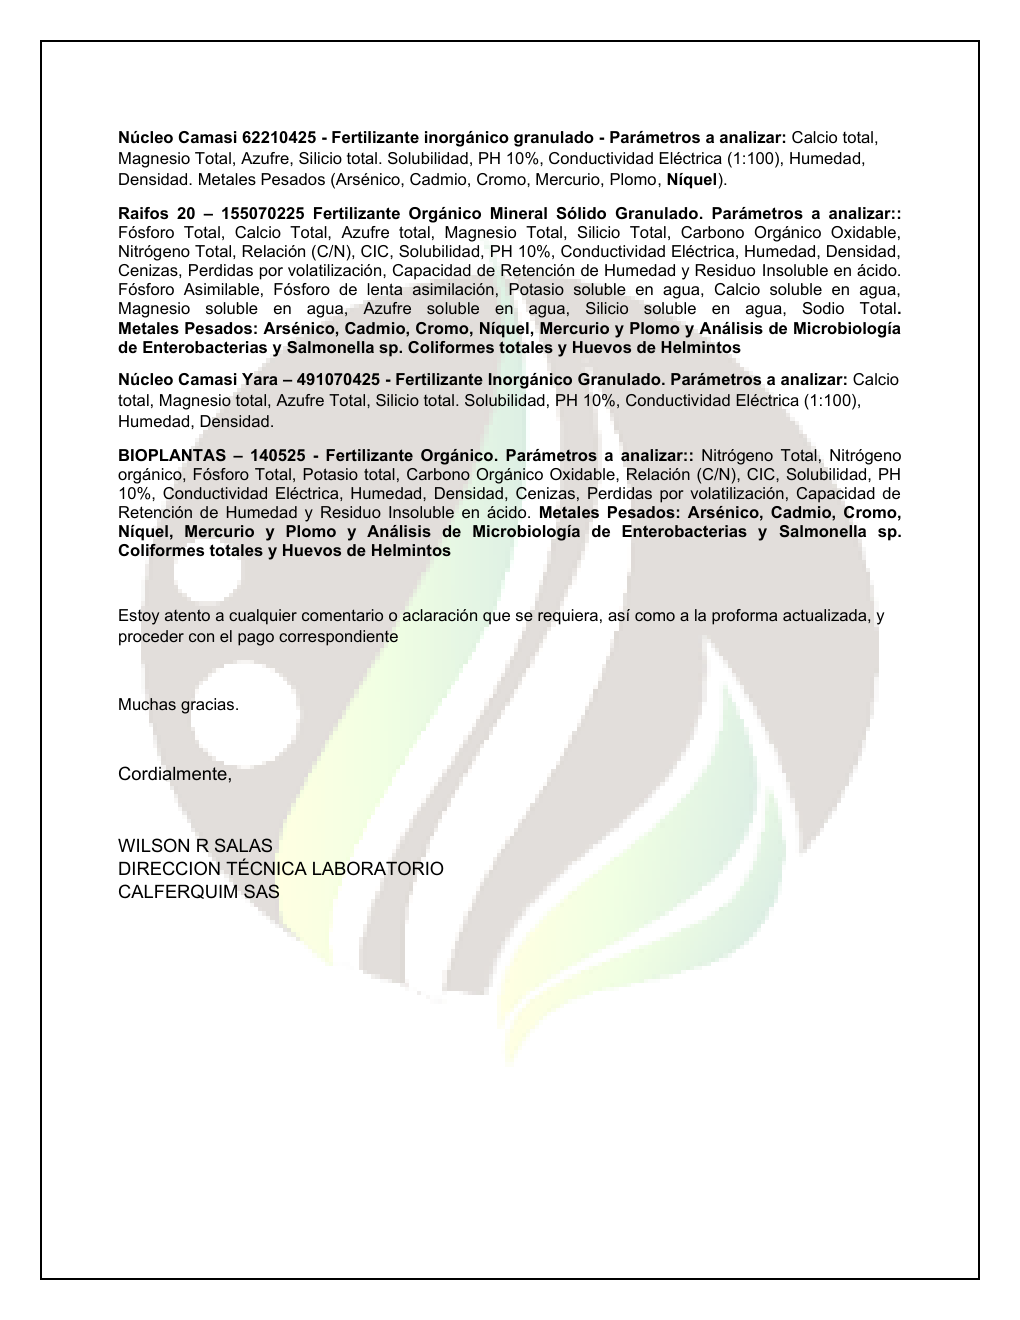 Núcleo Camasi 62210425 - Fertilizante inorgánico granulado - Parámetros a analizar: Calcio total,
Magnesio Total, Azufre, Silicio total. Solubilidad, PH 10%, Conductividad Eléctrica (1:100), Humedad,
Densidad. Metales Pesados (Arsénico, Cadmio, Cromo, Mercurio, Plomo, Níquel).
Raifos 20 – 155070225 Fertilizante Orgánico Mineral Sólido Granulado. Parámetros a analizar::
Fósforo Total, Calcio Total, Azufre total, Magnesio Total, Silicio Total, Carbono Orgánico Oxidable,
Nitrógeno Total, Relación (C/N), CIC, Solubilidad, PH 10%, Conductividad Eléctrica, Humedad, Densidad,
Cenizas, Perdidas por volatilización, Capacidad de Retención de Humedad y Residuo Insoluble en ácido.
Fósforo Asimilable, Fósforo de lenta asimilación, Potasio soluble en agua, Calcio soluble en agua,
Magnesio soluble en agua, Azufre soluble en agua, Silicio soluble en agua, Sodio Total.
Metales Pesados: Arsénico, Cadmio, Cromo, Níquel, Mercurio y Plomo y Análisis de Microbiología
de Enterobacterias y Salmonella sp. Coliformes totales y Huevos de Helmintos
Núcleo Camasi Yara – 491070425 - Fertilizante Inorgánico Granulado. Parámetros a analizar: Calcio
total, Magnesio total, Azufre Total, Silicio total. Solubilidad, PH 10%, Conductividad Eléctrica (1:100),
Humedad, Densidad.
BIOPLANTAS – 140525 - Fertilizante Orgánico. Parámetros a analizar:: Nitrógeno Total, Nitrógeno
orgánico, Fósforo Total, Potasio total, Carbono Orgánico Oxidable, Relación (C/N), CIC, Solubilidad, PH
10%, Conductividad Eléctrica, Humedad, Densidad, Cenizas, Perdidas por volatilización, Capacidad de
Retención de Humedad y Residuo Insoluble en ácido. Metales Pesados: Arsénico, Cadmio, Cromo,
Níquel, Mercurio y Plomo y Análisis de Microbiología de Enterobacterias y Salmonella sp.
Coliformes totales y Huevos de Helmintos
Estoy atento a cualquier comentario o aclaración que se requiera, así como a la proforma actualizada, y
proceder con el pago correspondiente
Muchas gracias.
Cordialmente,
WILSON R SALAS
DIRECCION TÉCNICA LABORATORIO
CALFERQUIM SAS